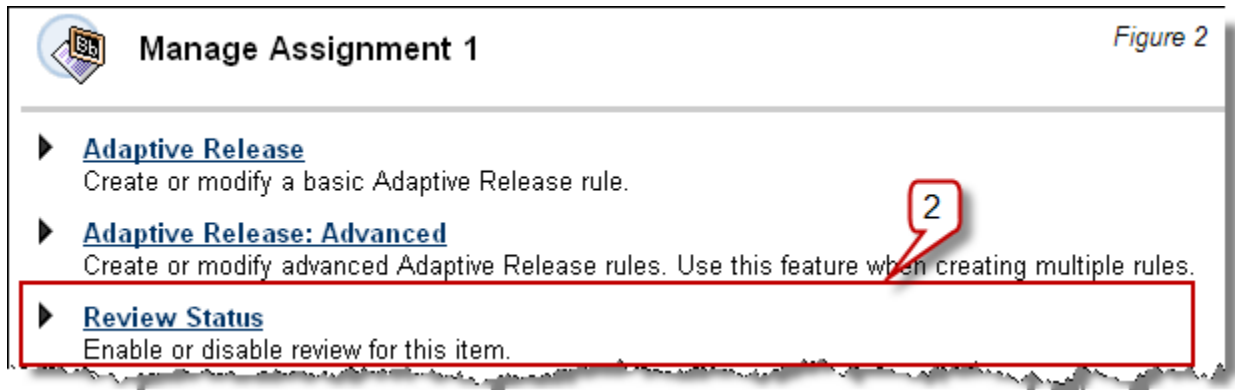 Bb
Manage Assignment 1
Figure 2
Adaptive Release
Create or modify a basic Adaptive Release rule.
2
Adaptive Release: Advanced
Create or modify advanced Adaptive Release rules. Use this feature when creating multiple rules.
Review Status
Enable or disable review for this item.